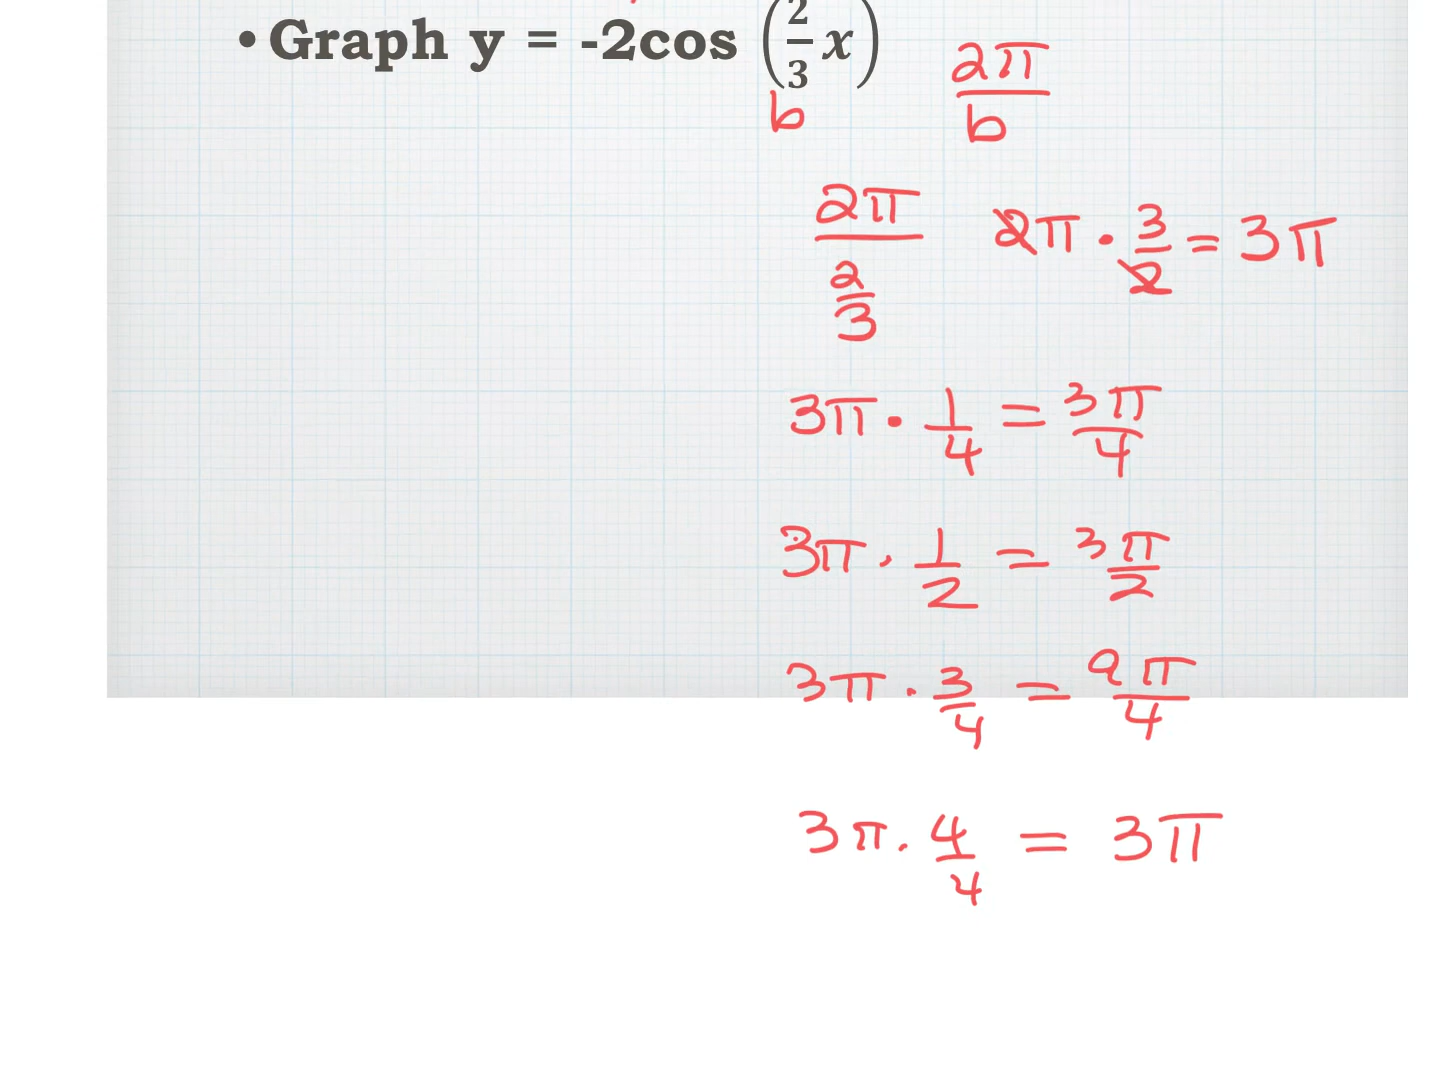 • Graph y = -2cos (2/3 x)
b
2π/b
2π/(2/3) 2π · 3/2 = 3π
3π · 1/4 = 3π/4
3π · 1/2 = 3π/2
3π · 3/4 = 9π/4
3π · 4/4 = 3π